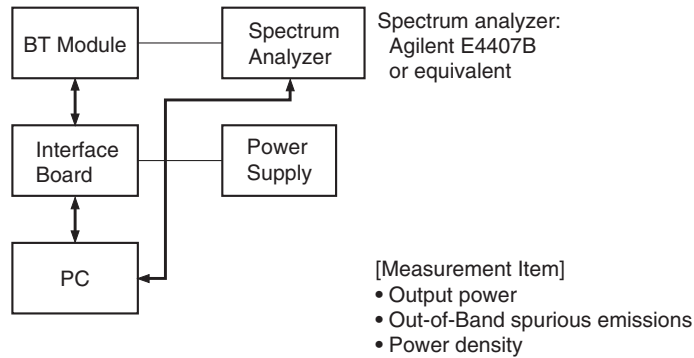 BT Module
Spectrum
Analyzer
Spectrum analyzer:
Agilent E4407B
or equivalent
Interface
Board
Power
Supply
PC
[Measurement Item]
• Output power
• Out-of-Band spurious emissions
• Power density